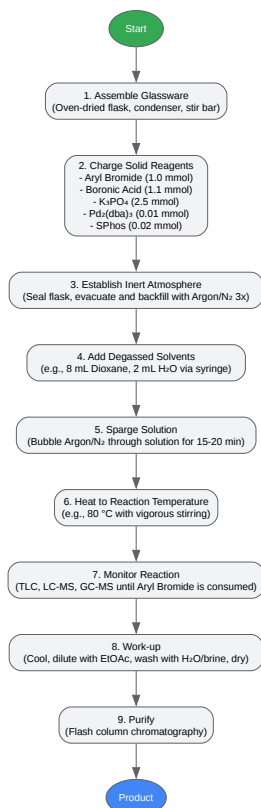 Start
1. Assemble Glassware
(Oven-dried flask, condenser, stir bar)
2. Charge Solid Reagents
- Aryl Bromide (1.0 mmol)
- Boronic Acid (1.1 mmol)
- K₃PO₄ (2.5 mmol)
- Pd₂(dba)₃ (0.01 mmol)
- SPhos (0.02 mmol)
3. Establish Inert Atmosphere
(Seal flask, evacuate and backfill with Argon/N₂ 3x)
4. Add Degassed Solvents
(e.g., 8 mL Dioxane, 2 mL H₂O via syringe)
5. Sparge Solution
(Bubble Argon/N₂ through solution for 15-20 min)
6. Heat to Reaction Temperature
(e.g., 80 °C with vigorous stirring)
7. Monitor Reaction
(TLC, LC-MS, GC-MS until Aryl Bromide is consumed)
8. Work-up
(Cool, dilute with EtOAc, wash with H₂O/brine, dry)
9. Purify
(Flash column chromatography)
Product